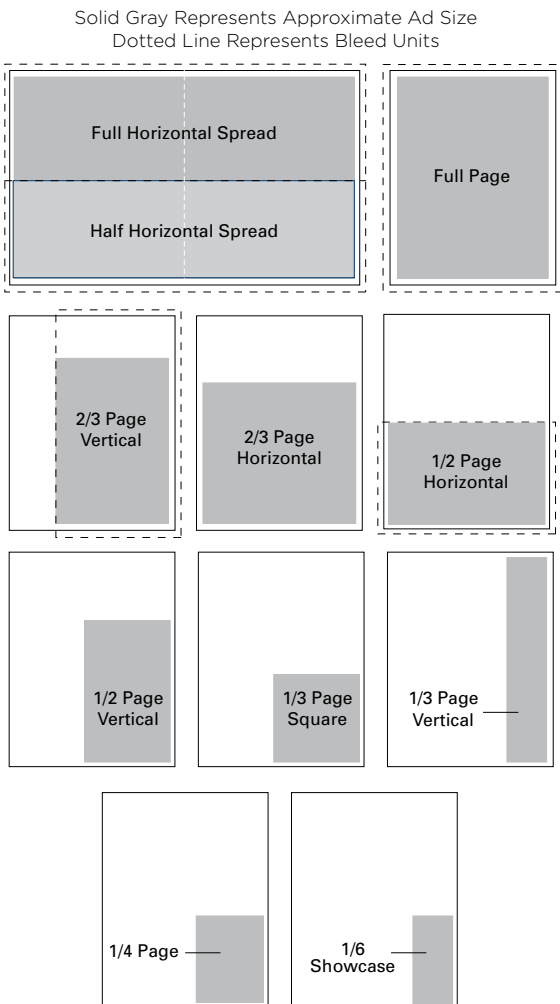 Solid Gray Represents Approximate Ad Size
Dotted Line Represents Bleed Units
Full Horizontal Spread
Half Horizontal Spread
Full Page
2/3 Page
Vertical
2/3 Page
Horizontal
1/2 Page
Horizontal
1/2 Page
Vertical
1/3 Page
Square
1/3 Page
Vertical
1/4 Page
1/6
Showcase